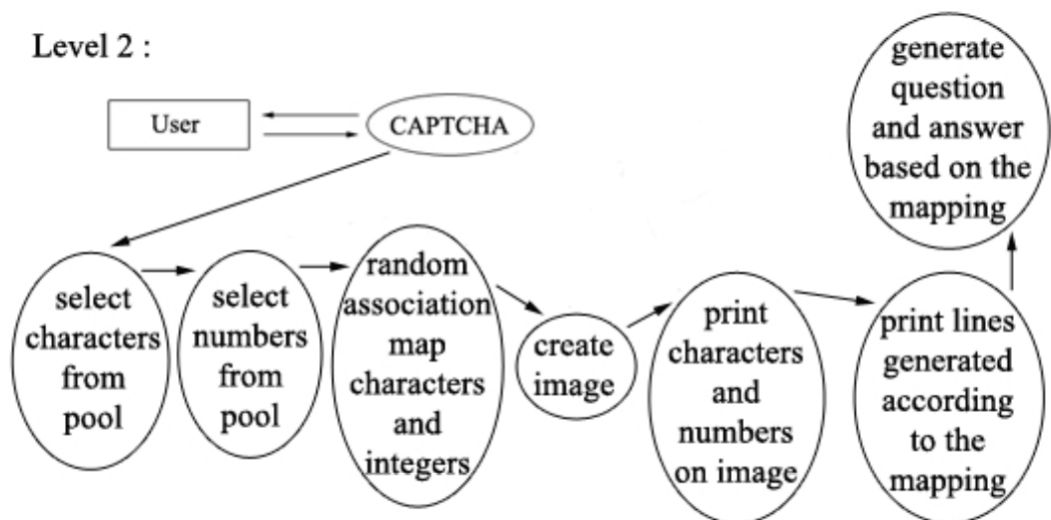 Level 2 :
User
CAPTCHA
select
characters
from
pool
select
numbers
from
pool
random
association
map
characters
and
integers
create
image
print
characters
and
numbers
on image
print lines
generated
according
to the
mapping
generate
question
and answer
based on the
mapping